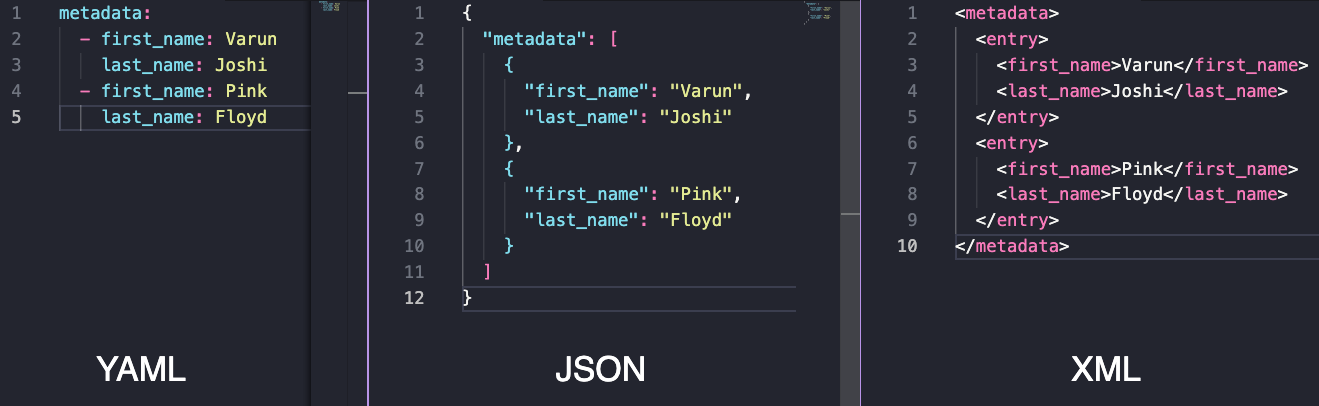 1 metadata:
2   - first_name: Varun
3     last_name: Joshi
4   - first_name: Pink
5     last_name: Floyd
YAML
1 {
2   "metadata": [
3     {
4       "first_name": "Varun",
5       "last_name": "Joshi"
6     },
7     {
8       "first_name": "Pink",
9       "last_name": "Floyd"
10     }
11   ]
12 }
JSON
1 <metadata>
2   <entry>
3     <first_name>Varun</first_name>
4     <last_name>Joshi</last_name>
5   </entry>
6   <entry>
7     <first_name>Pink</first_name>
8     <last_name>Floyd</last_name>
9   </entry>
10 </metadata>
XML